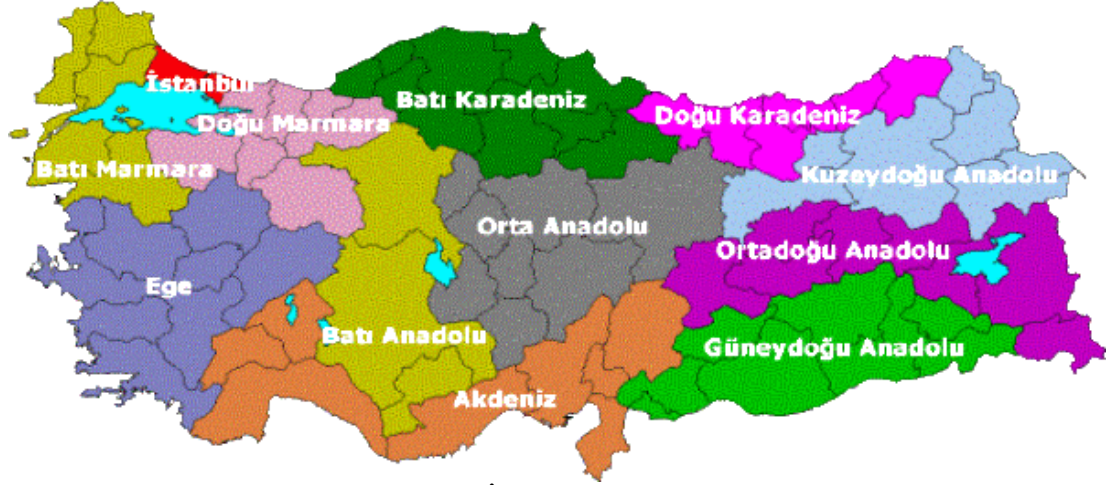 İstanbul
Batı Karadeniz
Doğu Karadeniz
Doğu Marmara
Batı Marmara
Kuzeydoğu Anadolu
Orta Anadolu
Ortadoğu Anadolu
Ege
Batı Anadolu
Güneydoğu Anadolu
Akdeniz